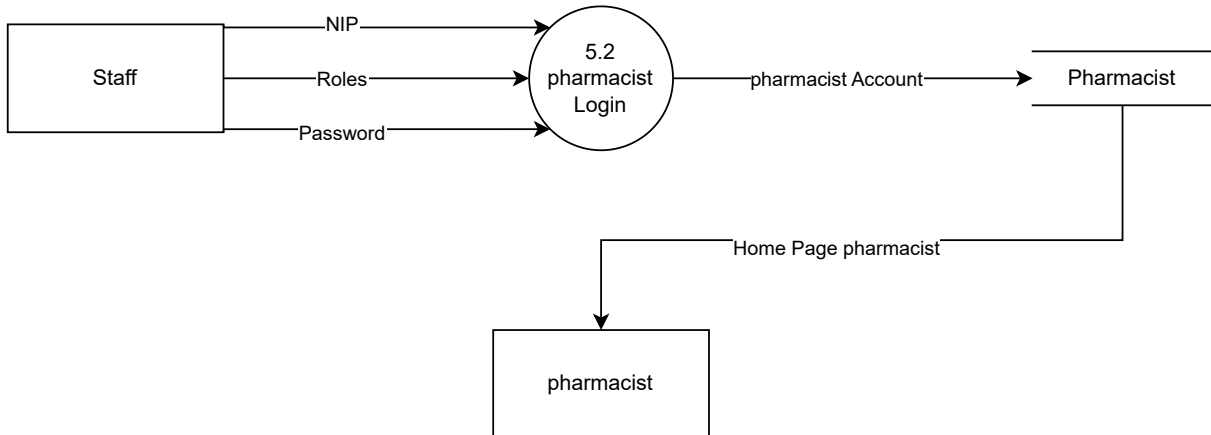 NIP
Staff
Roles
Password
5.2
pharmacist
Login
pharmacist Account
Pharmacist
Home Page pharmacist
pharmacist